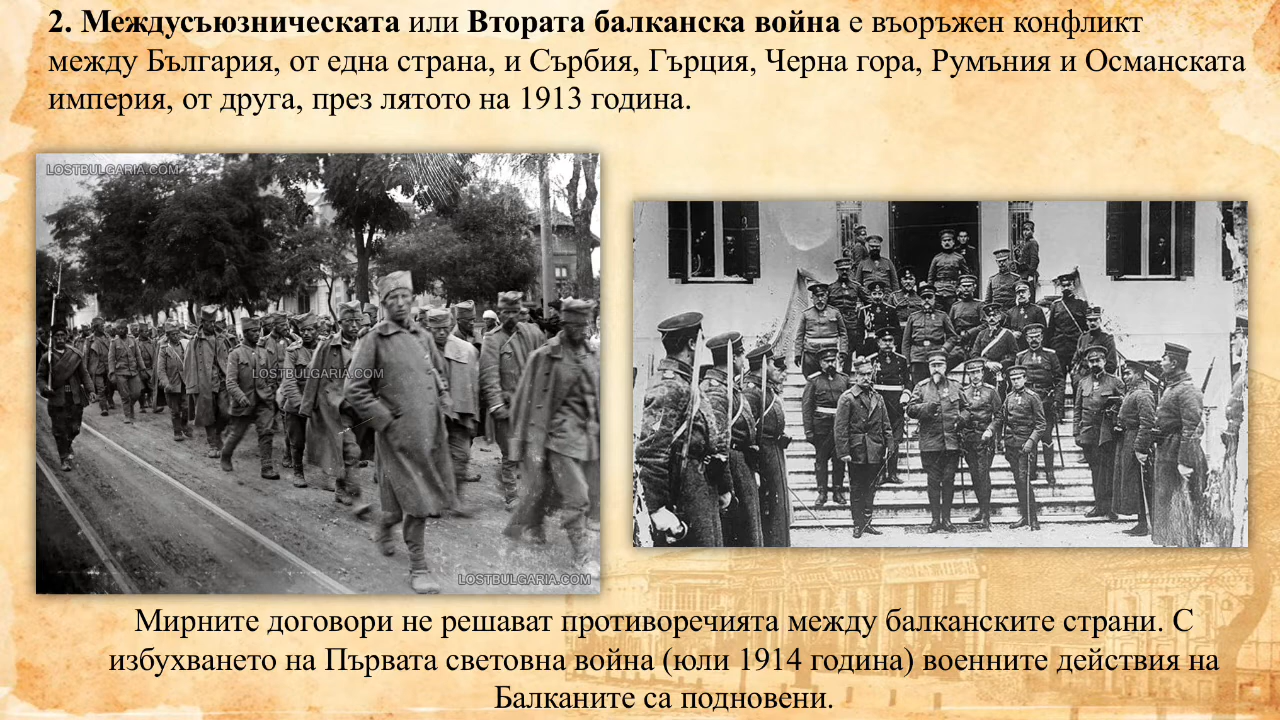 2. Междусъюзническата или Втората балканска война е въоръжен конфликт
между България, от една страна, и Сърбия, Гърция, Черна гора, Румъния и Османската
империя, от друга, през лятото на 1913 година.
LOSTBULGARIA.COM
LOSTBULGARIA.COM
LOSTBULGARIA.COM
Мирните договори не решават противоречията между балканските страни. С
избухването на Първата световна война (юли 1914 година) военните действия на
Балканите са подновени.